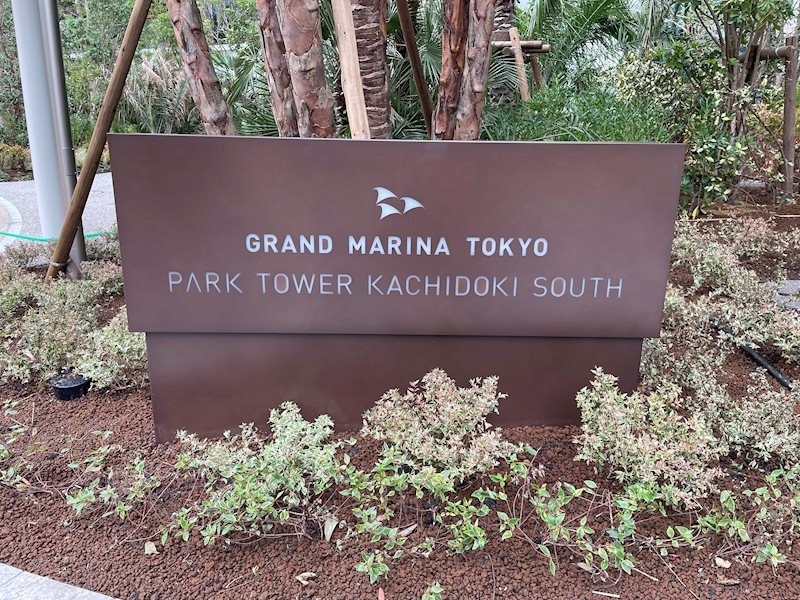 GRAND MARINA TOKYO
PARK TOWER KACHIDOKI SOUTH